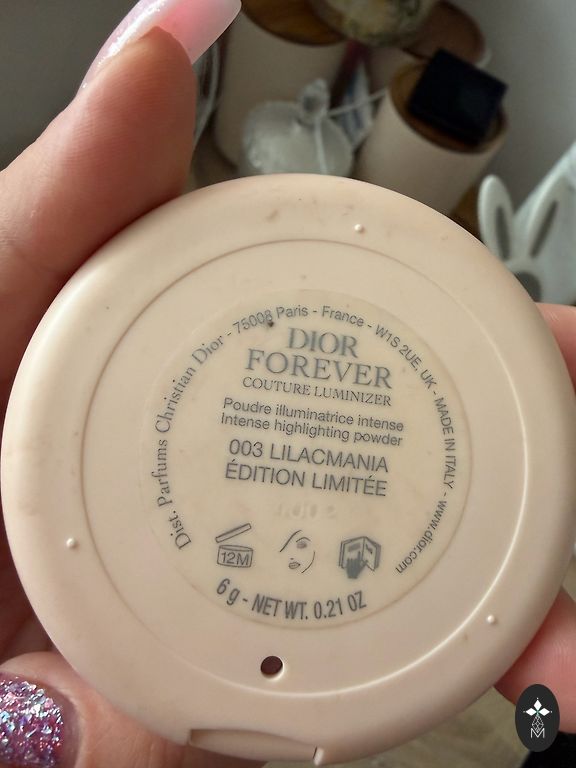 Dist. Parfums Christian Dior - 75008 Paris - France - W1S 2UE, UK - MADE IN ITALY - www.dior.com
DIOR
FOREVER
COUTURE LUMINIZER
Poudre illuminatrice intense
Intense highlighting powder
003 LILACMANIA
ÉDITION LIMITÉE
12M
6 g - NET WT. 0.21 OZ
M